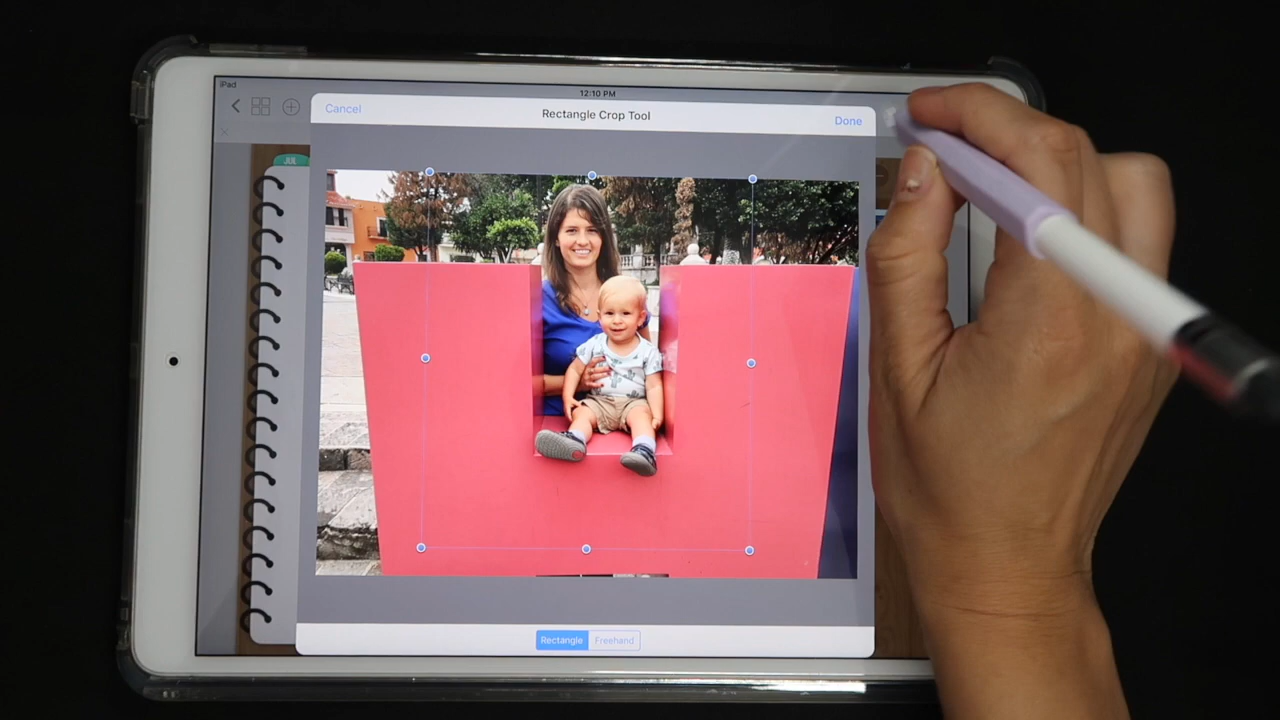 iPad
12:10 PM
Cancel
Rectangle Crop Tool
Done
JUL
Rectangle
Freehand